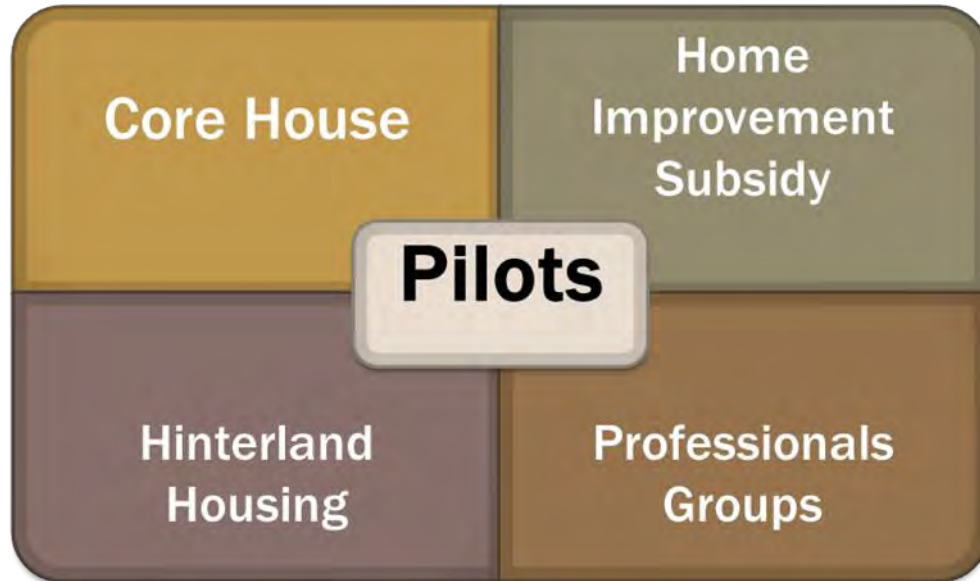 Core House
Home
Improvement
Subsidy
Pilots
Hinterland
Housing
Professionals
Groups